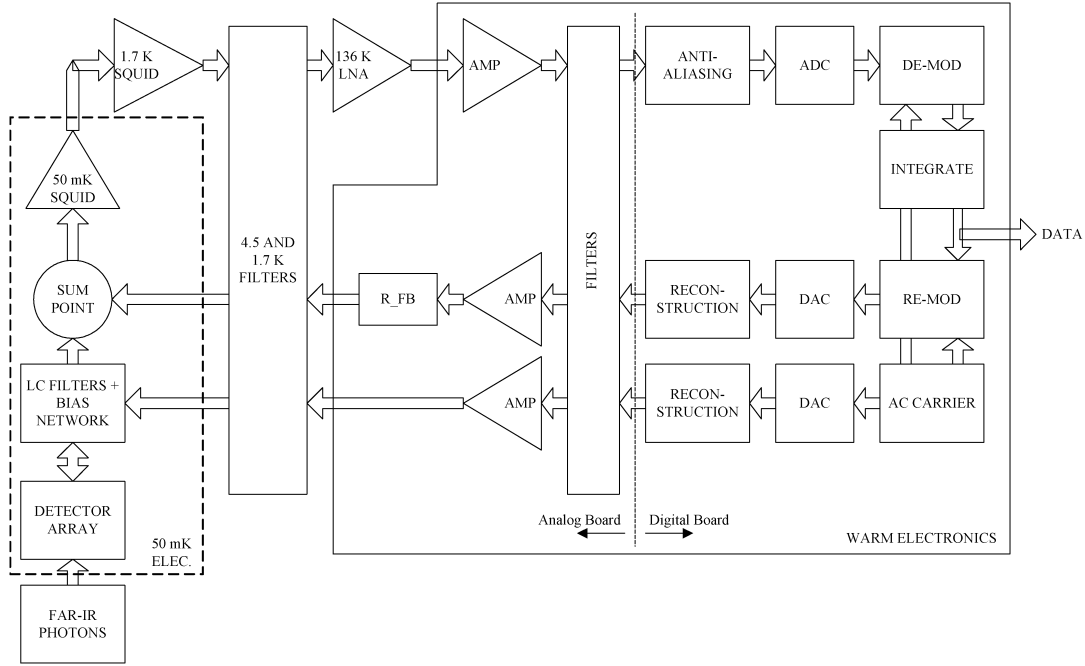 1.7 K
SQUID
136 K
LNA
AMP
ANTI-
ALIASING
ADC
DE-MOD
50 mK
SQUID
INTEGRATE
4.5 AND
1.7 K
FILTERS
FILTERS
DATA
SUM
POINT
R_FB
AMP
RECON-
STRUCTION
DAC
RE-MOD
LC FILTERS +
BIAS
NETWORK
AMP
RECON-
STRUCTION
DAC
AC CARRIER
DETECTOR
ARRAY
50 mK
ELEC.
Analog Board
Digital Board
WARM ELECTRONICS
FAR-IR
PHOTONS